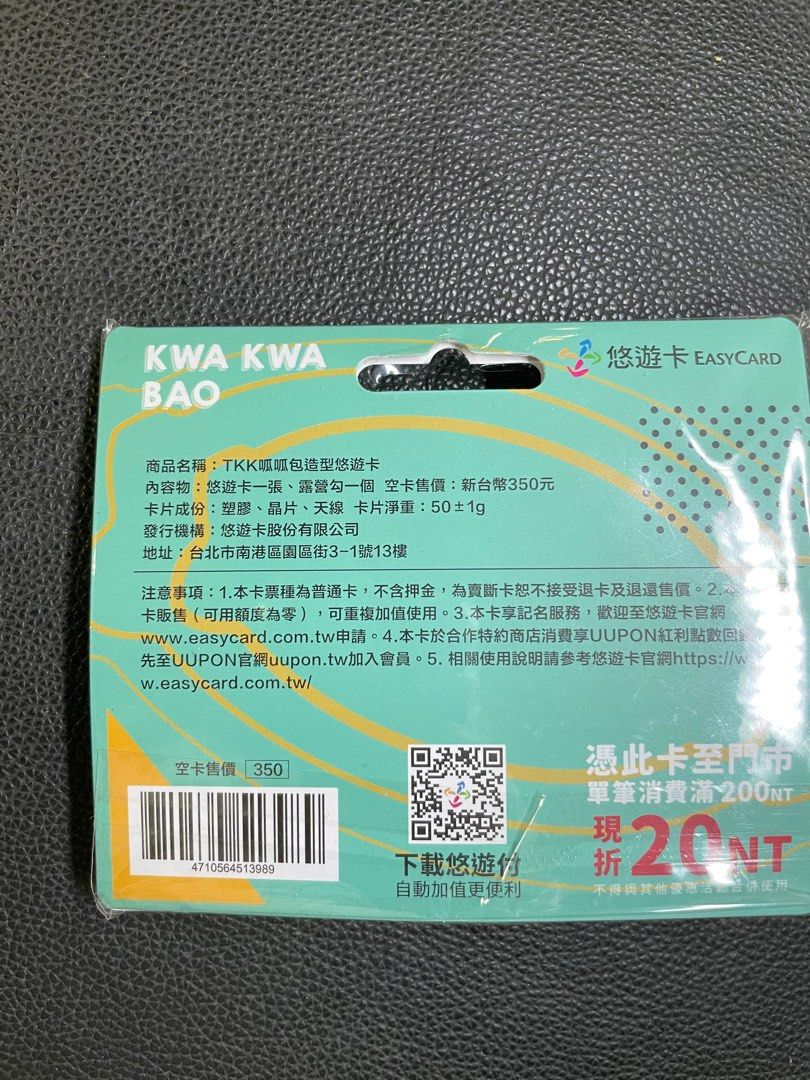 KWA KWA
BAO
悠遊卡 EASYCARD
商品名稱：TKK呱呱包造型悠遊卡
內容物：悠遊卡一張、露營勾一個 空卡售價：新台幣350元
卡片成份：塑膠、晶片、天線 卡片淨重：50±1g
發行機構：悠遊卡股份有限公司
地址：台北市南港區園區街3-1號13樓
注意事項：1.本卡票種為普通卡，不含押金，為賣斷卡恕不接受退卡及退還售價。2.
卡販售（可用額度為零），可重複加值使用。3.本卡享記名服務，歡迎至悠遊卡官網
www.easycard.com.tw申請。4.本卡於合作特約商店消費享UUPON紅利點數回
先至UUPON官網uupon.tw加入會員。5. 相關使用說明請參考悠遊卡官網https://w
w.easycard.com.tw/
空卡售價 350
4710564513989
下載悠遊付
自動加值更便利
憑此卡至門市
單筆消費滿200NT
現折20NT
不得與其他優惠活動合併使用